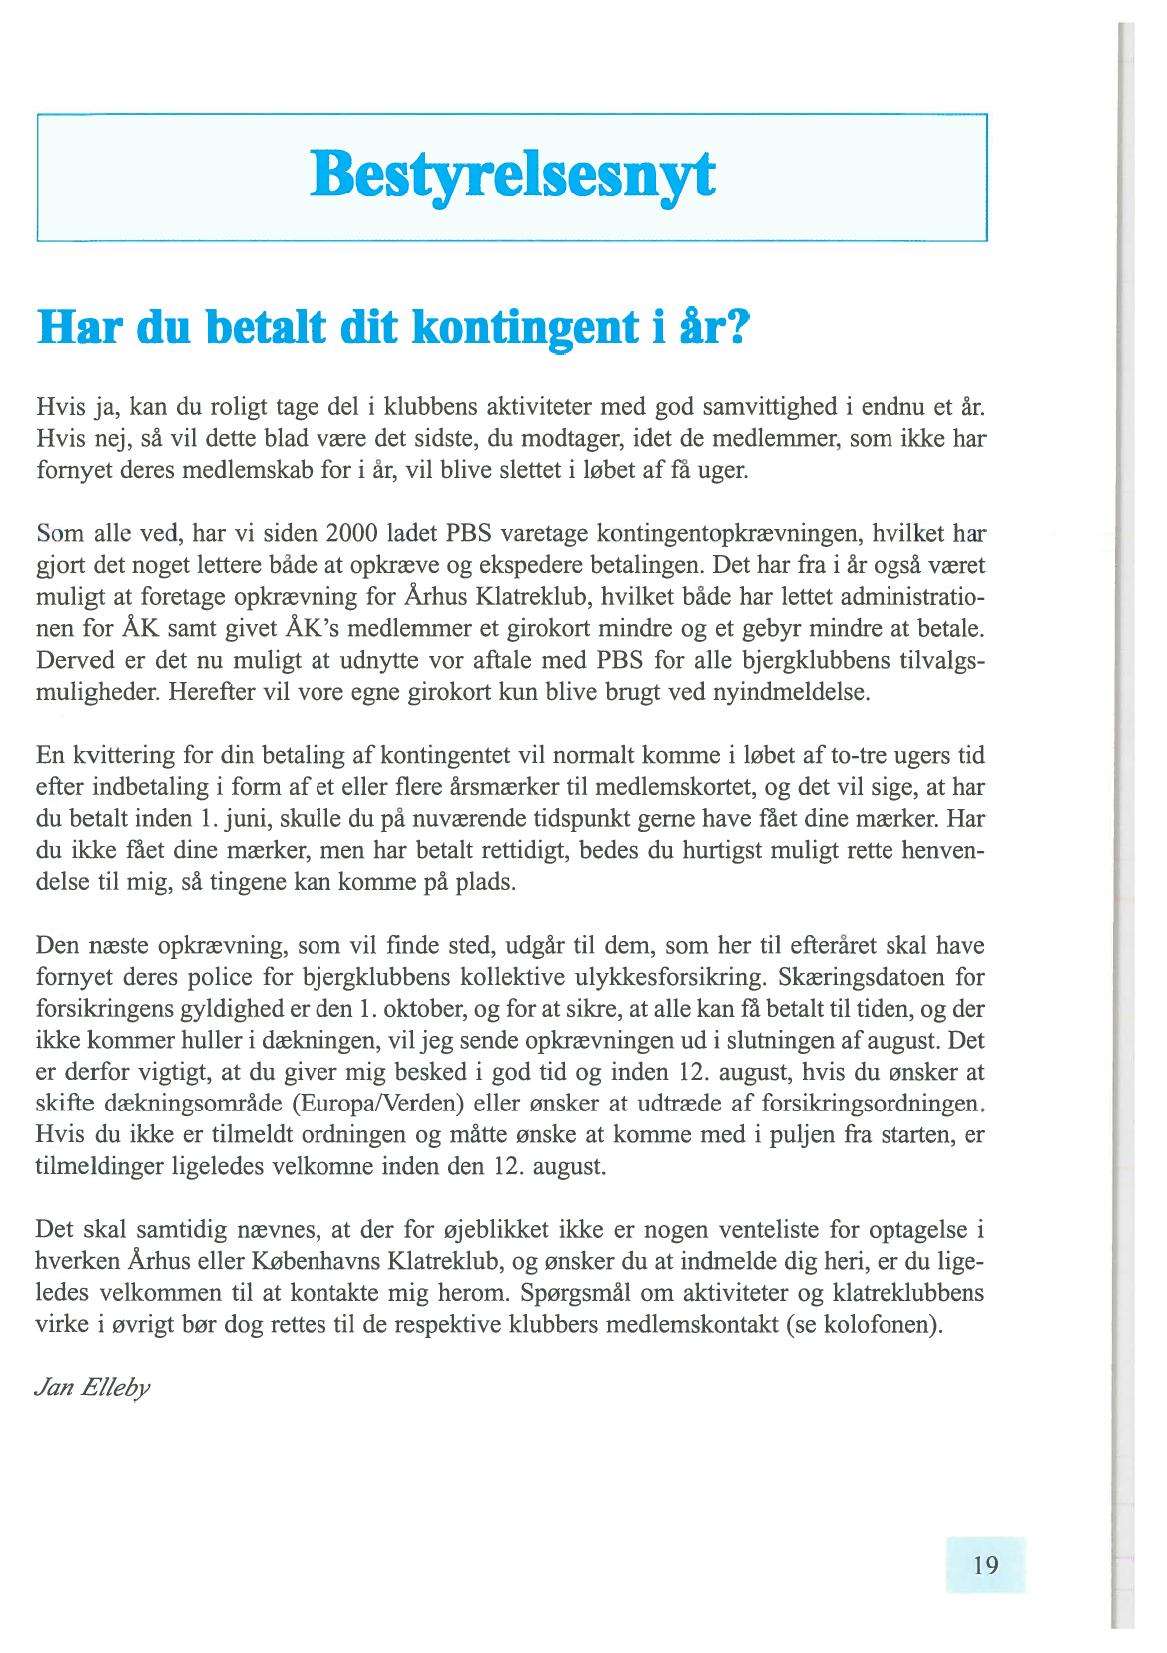 Bestyrelsesnyt
Har du betalt dit kontingent i år?
Hvis ja, kan du roligt tage del i klubbens aktiviteter med god samvittighed i endnu et år.
Hvis nej, så vil dette blad være det sidste, du modtager, idet de medlemmer, som ikke har
fornyet deres medlemskab for i år, vil blive slettet i løbet af få uger.
Som alle ved, har vi siden 2000 ladet PBS varetage kontingentopkrævningen, hvilket har
gjort det noget lettere både at opkræve og ekspedere betalingen. Det har fra i år også været
muligt at foretage opkrævning for Århus Klatreklub, hvilket både har lettet administratio-
nen for ÅK samt givet ÅK's medlemmer et girokort mindre og et gebyr mindre at betale.
Derved er det nu muligt at udnytte vor aftale med PBS for alle bjergklubbens tilvalgs-
muligheder. Herefter vil vore egne girokort kun blive brugt ved nyindmeldelse.
En kvittering for din betaling af kontingentet vil normalt komme i løbet af to-tre ugers tid
efter indbetaling i form af et eller flere årsmærker til medlemskortet, og det vil sige, at har
du betalt inden 1. juni, skulle du på nuværende tidspunkt gerne have fået dine mærker. Har
du ikke fået dine mærker, men har betalt rettidigt, bedes du hurtigst muligt rette henven-
delse til mig, så tingene kan komme på plads.
Den næste opkrævning, som vil finde sted, udgår til dem, som her til efteråret skal have
fornyet deres police for bjergklubbens kollektive ulykkesforsikring. Skæringsdatoen for
forsikringens gyldighed er den 1. oktober, og for at sikre, at alle kan få betalt til tiden, og der
ikke kommer huller i dækningen, vil jeg sende opkrævningen ud i slutningen af august. Det
er derfor vigtigt, at du giver mig besked i god tid og inden 12. august, hvis du ønsker at
skifte dækningsområde (Europa/Verden) eller ønsker at udtræde af forsikringsordningen.
Hvis du ikke er tilmeldt ordningen og måtte ønske at komme med i puljen fra starten, er
tilmeldinger ligeledes velkomne inden den 12. august.
Det skal samtidig nævnes, at der for øjeblikket ikke er nogen venteliste for optagelse i
hverken Århus eller Københavns Klatreklub, og ønsker du at indmelde dig heri, er du lige-
ledes velkommen til at kontakte mig herom. Spørgsmål om aktiviteter og klatreklubbens
virke i øvrigt bør dog rettes til de respektive klubbers medlemskontakt (se kolofonen).
Jan Elleby
19